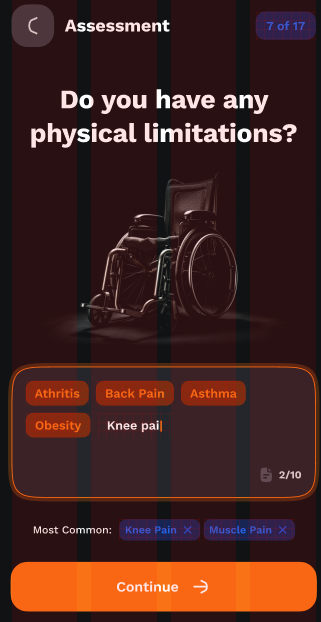 Assessment
7 of 17
Do you have any
physical limitations?
Athritis Back Pain Asthma
Obesity Knee pai
2/10
Most Common: Knee Pain Muscle Pain
Continue